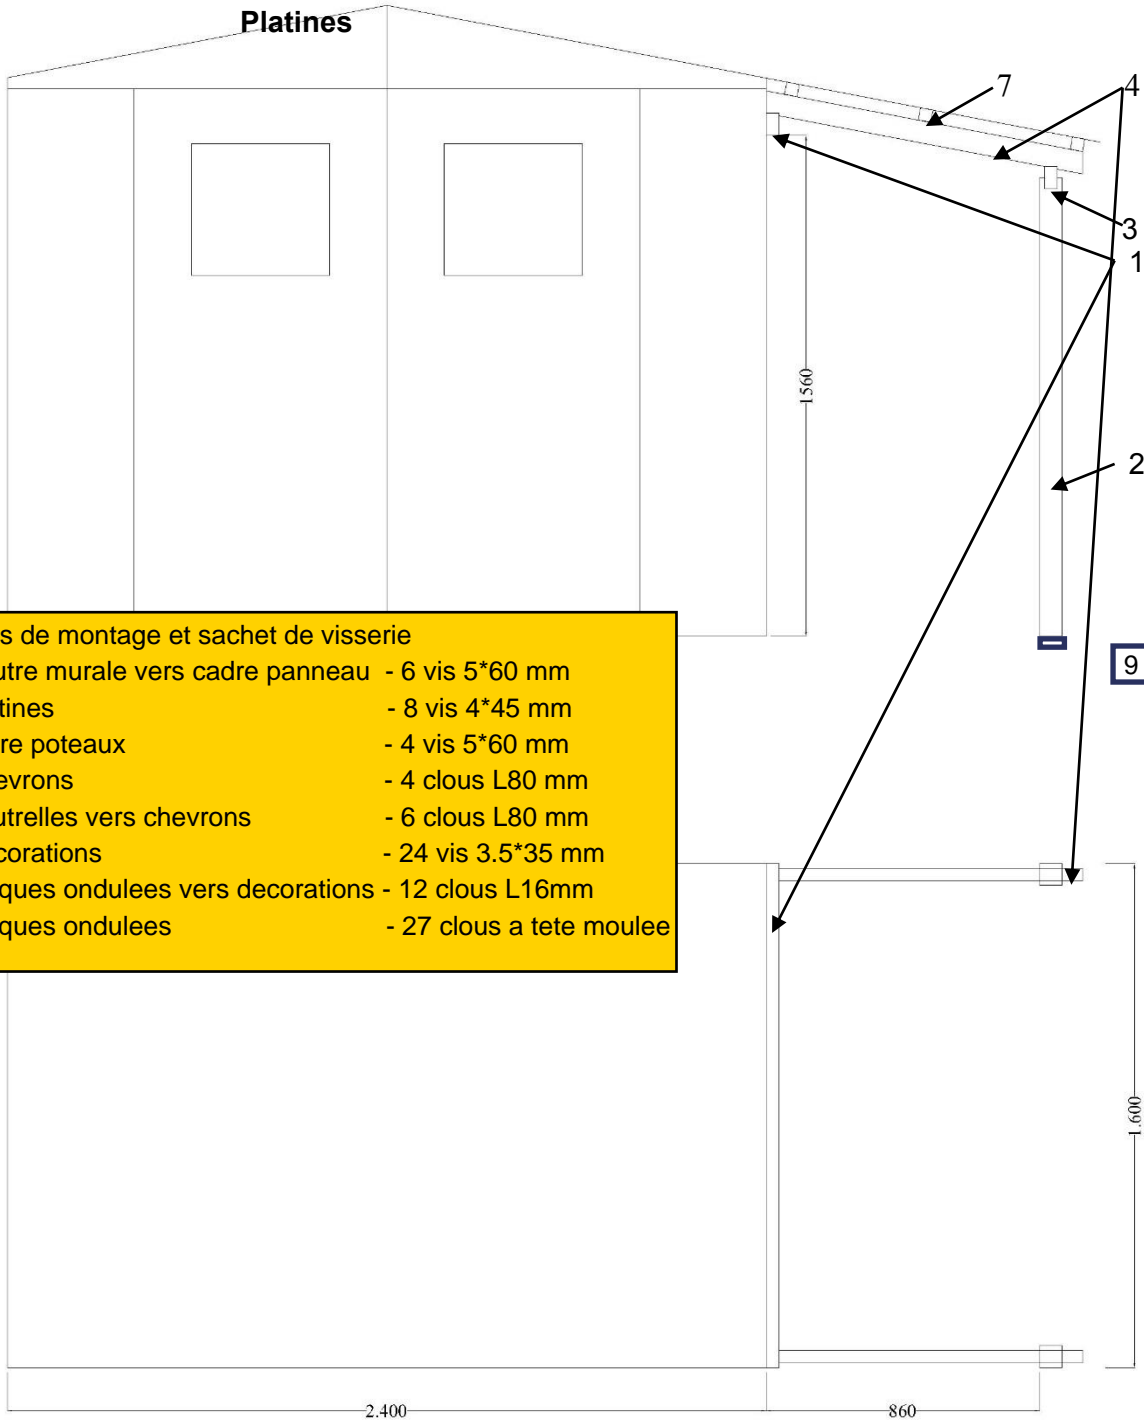 Platines
7
4
3
1
1560
2
9
s de montage et sachet de visserie
utre murale vers cadre panneau - 6 vis 5*60 mm
tines - 8 vis 4*45 mm
re poteaux - 4 vis 5*60 mm
evrons - 4 clous L80 mm
utrelles vers chevrons - 6 clous L80 mm
corations - 24 vis 3.5*35 mm
ques ondulees vers decorations - 12 clous L16mm
ques ondulees - 27 clous a tete moulee
1.600
2.400
860